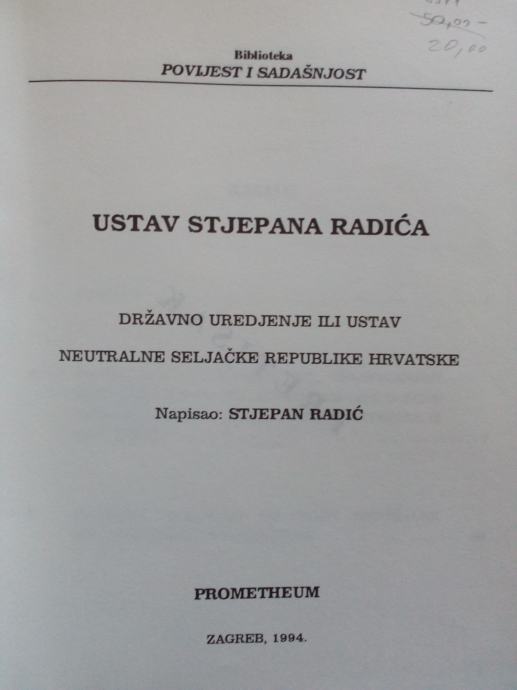 50,00-
20,00
Biblioteka
POVIJEST I SADAŠNJOST
USTAV STJEPANA RADIĆA
DRŽAVNO UREDJENJE ILI USTAV
NEUTRALNE SELJAČKE REPUBLIKE HRVATSKE
Napisao: STJEPAN RADIĆ
PROMETHEUM
ZAGREB, 1994.